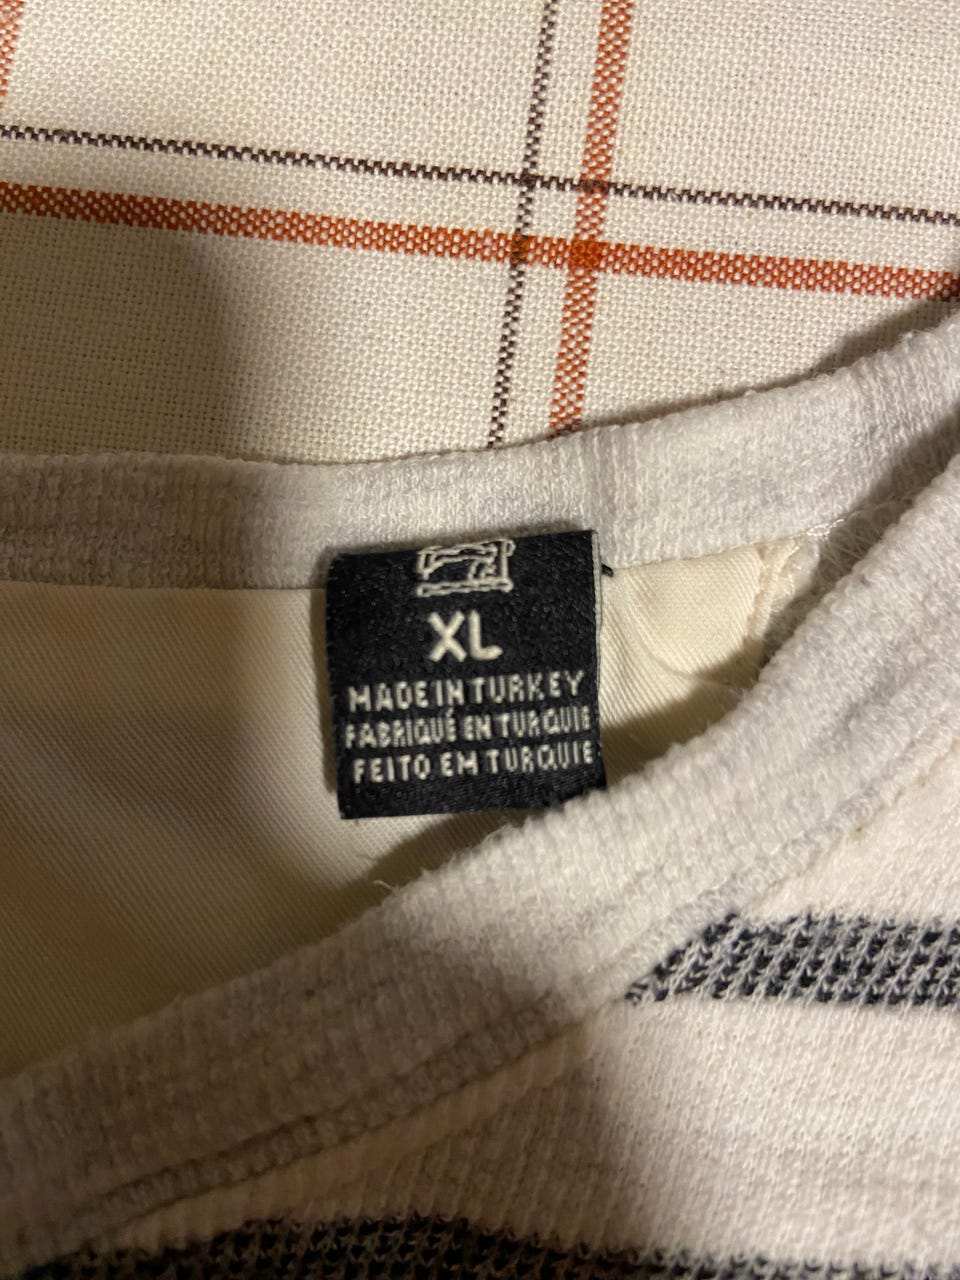 XL
MADE IN TURKEY
FABRIQUÉ EN TURQUIE
FEITO EM TURQUIE